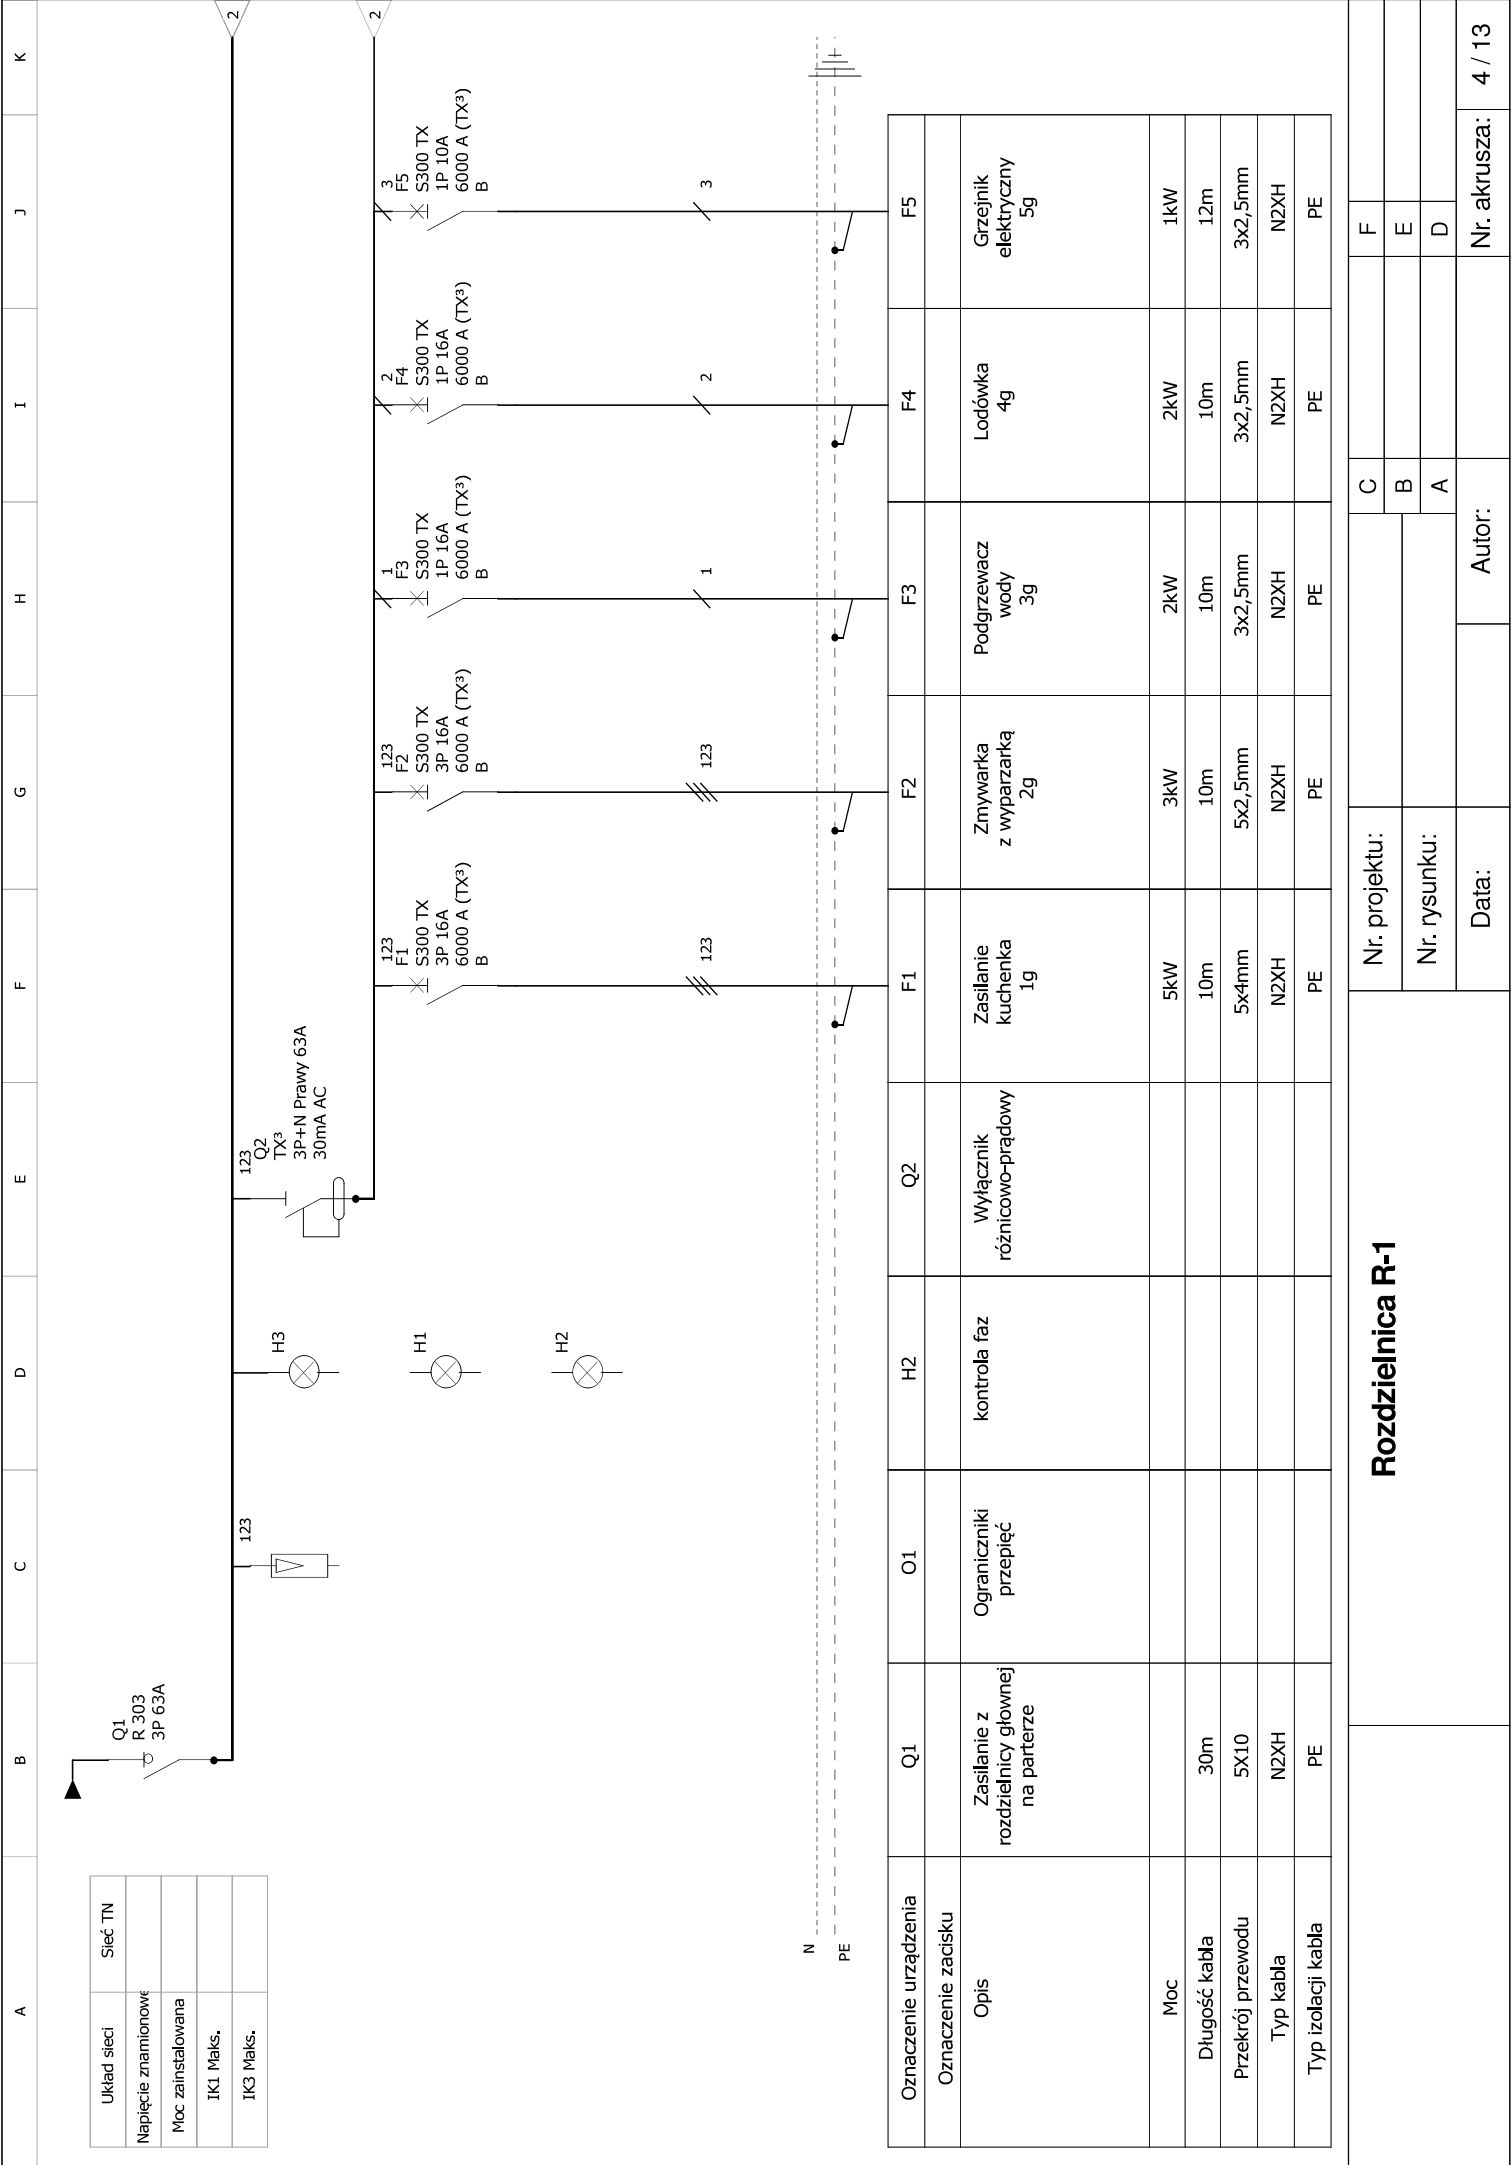 A B C D E F G H I J K
Układ sieci Sieć TN
Napięcie znamionowe
Moc zainstalowana
IK1 Maks.
IK3 Maks.
Q1
R 303
3P 63A
123
H3
H1
H2
123
Q2
TX³
3P+N Prawy 63A
30mA AC
2
2
123
F1
S300 TX
3P 16A
6000 A (TX³)
B
123
F2
S300 TX
3P 16A
6000 A (TX³)
B
1
F3
S300 TX
1P 16A
6000 A (TX³)
B
2
F4
S300 TX
1P 16A
6000 A (TX³)
B
3
F5
S300 TX
1P 10A
6000 A (TX³)
B
123 123 1 2 3
N
PE
Oznaczenie urządzenia Q1 O1 H2 Q2 F1 F2 F3 F4 F5
Oznaczenie zacisku
Opis
Zasilanie z
rozdzielnicy głownej
na parterze
Ograniczniki
przepięć
kontrola faz
Wyłącznik
różnicowo-prądowy
Zasilanie
kuchenka
1g
Zmywarka
z wyparzarką
2g
Podgrzewacz
wody
3g
Lodówka
4g
Grzejnik
elektryczny
5g
Moc 5kW 3kW 2kW 2kW 1kW
Długość kabla 30m 10m 10m 10m 10m 12m
Przekrój przewodu 5X10 5x4mm 5x2,5mm 3x2,5mm 3x2,5mm 3x2,5mm
Typ kabla N2XH N2XH N2XH N2XH N2XH N2XH
Typ izolacji kabla PE PE PE PE PE PE
Rozdzielnica R-1
Nr. projektu:
Nr. rysunku:
Data:
C F
B E
A D
Autor:
Nr. akrusza: 4 / 13